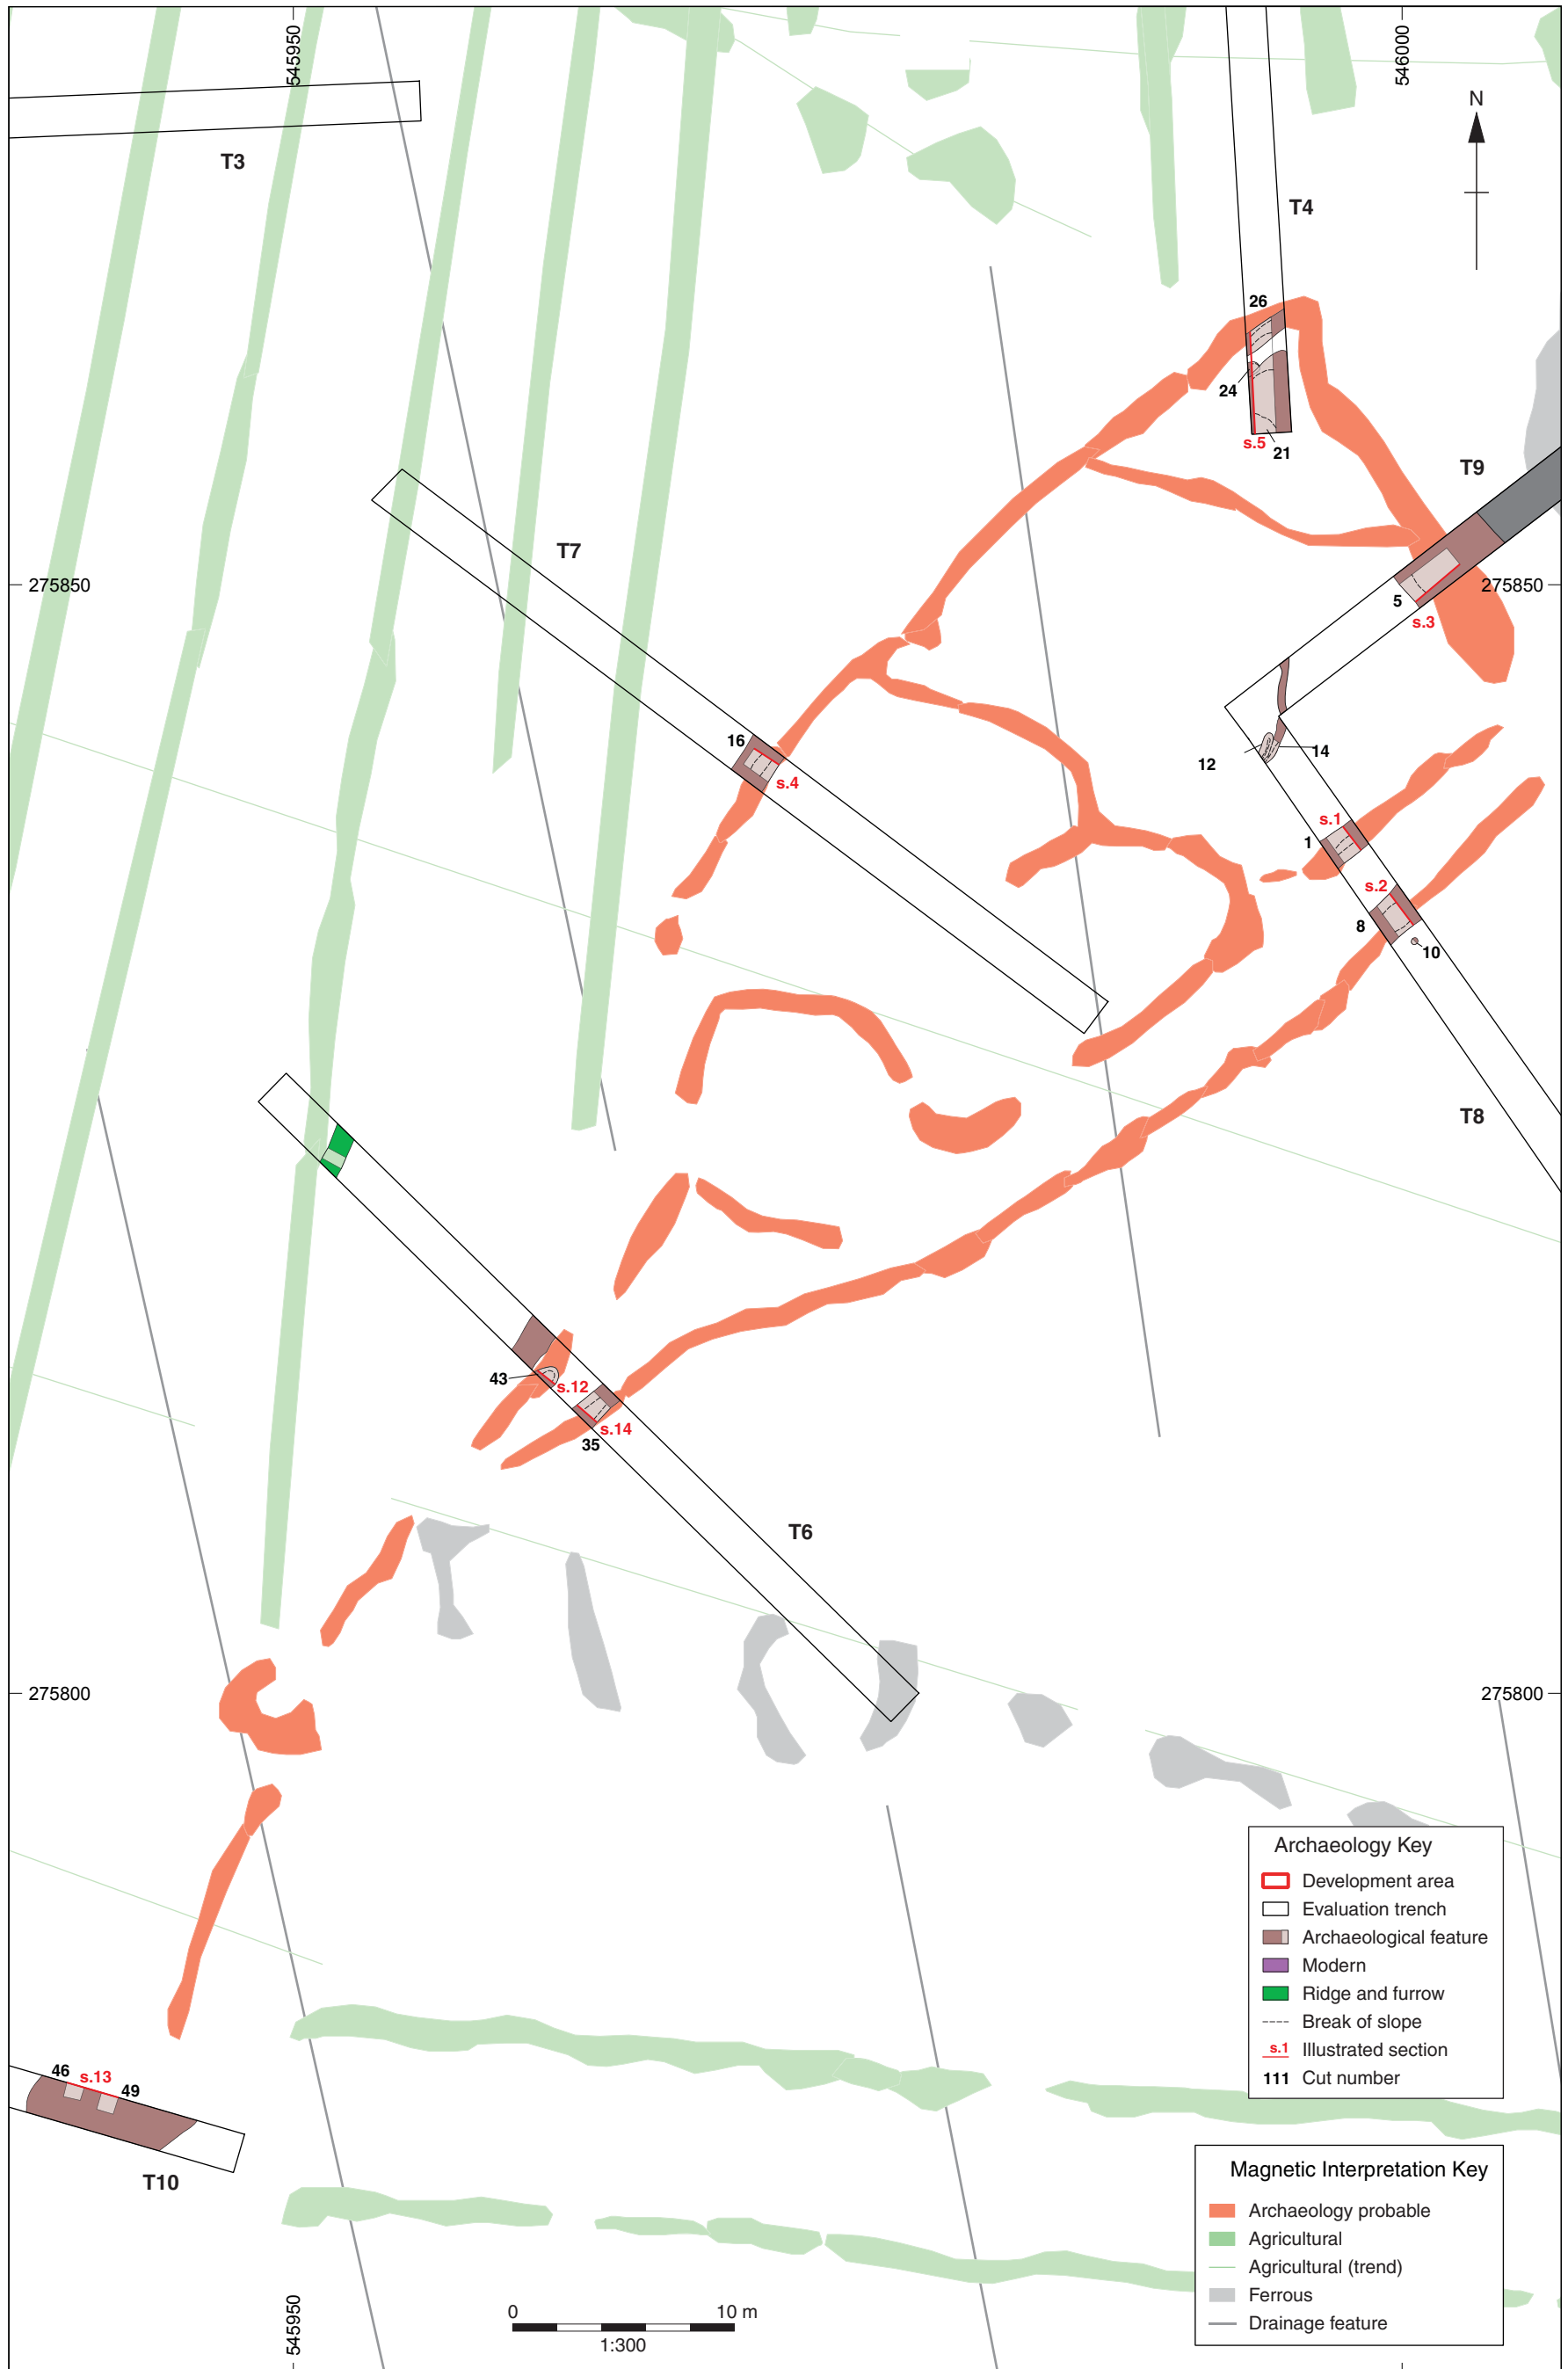 545950
546000
N
T3
T4
26
24
s.5
21
T9
T7
275850
275850
5
s.3
16
s.4
12
14
s.1
1
s.2
8
10
T8
43
s.12
s.14
35
T6
275800
275800
Archaeology Key
Development area
Evaluation trench
Archaeological feature
Modern
Ridge and furrow
Break of slope
s.1 Illustrated section
111 Cut number
46
s.13
49
T10
Magnetic Interpretation Key
Archaeology probable
Agricultural
Agricultural (trend)
Ferrous
Drainage feature
545950
0 10 m
1:300